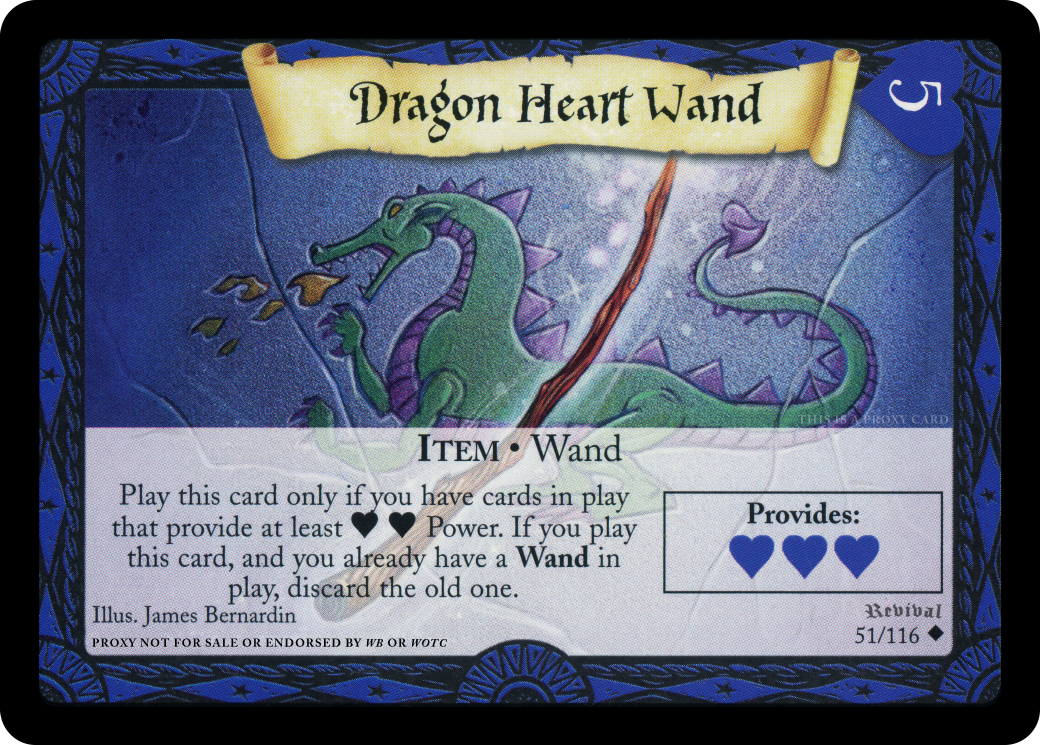 Dragon Heart Wand
5
THIS IS A PROXY CARD
ITEM • Wand
Play this card only if you have cards in play
that provide at least ♥ ♥ Power. If you play
this card, and you already have a Wand in
play, discard the old one.
Provides:
Illus. James Bernardin
Revival
PROXY NOT FOR SALE OR ENDORSED BY WB OR WOTC
51/116